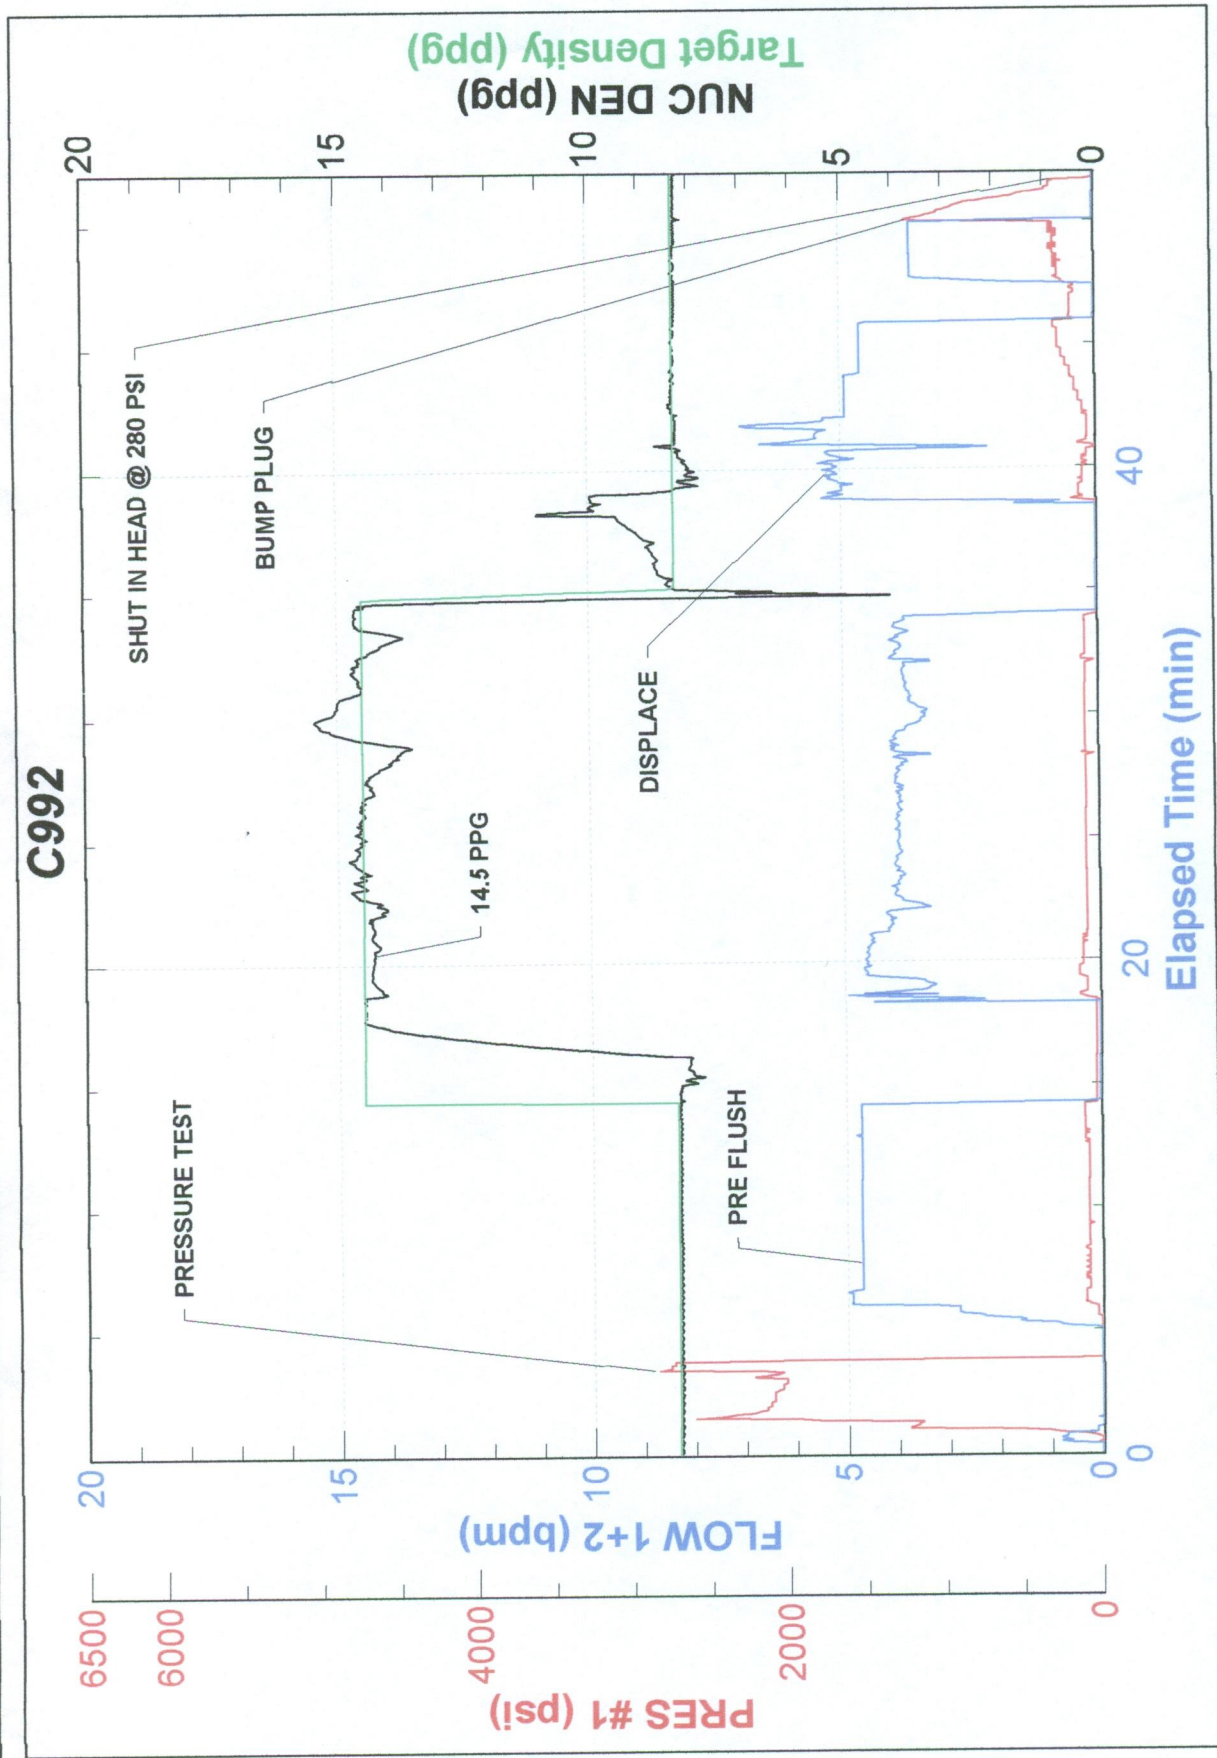 C992
PRES #1 (psi)
6500
6000
4000
2000
0
FLOW 1+2 (bpm)
20
15
10
5
0
PRESSURE TEST
PRE FLUSH
14.5 PPG
DISPLACE
SHUT IN HEAD @ 280 PSI
BUMP PLUG
20
15
10
5
0
NUC DEN (ppg)
Target Density (ppg)
0
20
40
Elapsed Time (min)